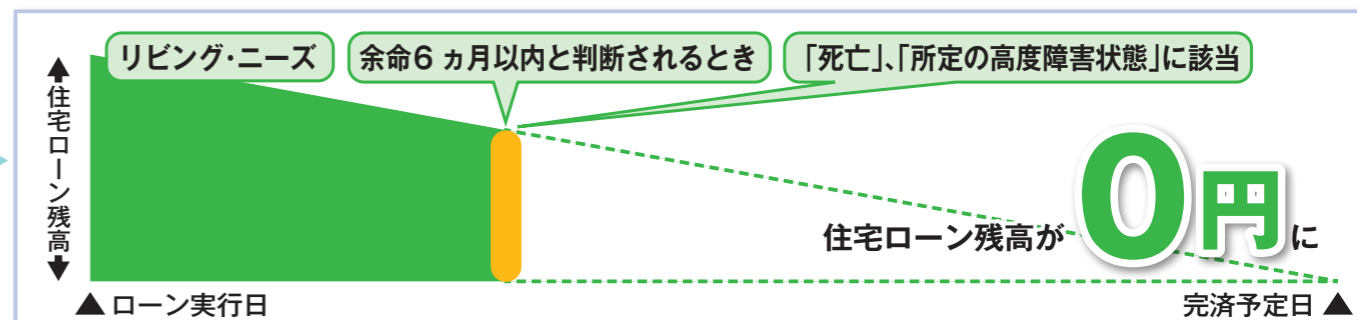 リビング・ニーズ
余命6 ヵ月以内と判断されるとき
「死亡」、「所定の高度障害状態」に該当
住宅ローン残高
住宅ローン残高が0円に
▲ ローン実行日
完済予定日 ▲